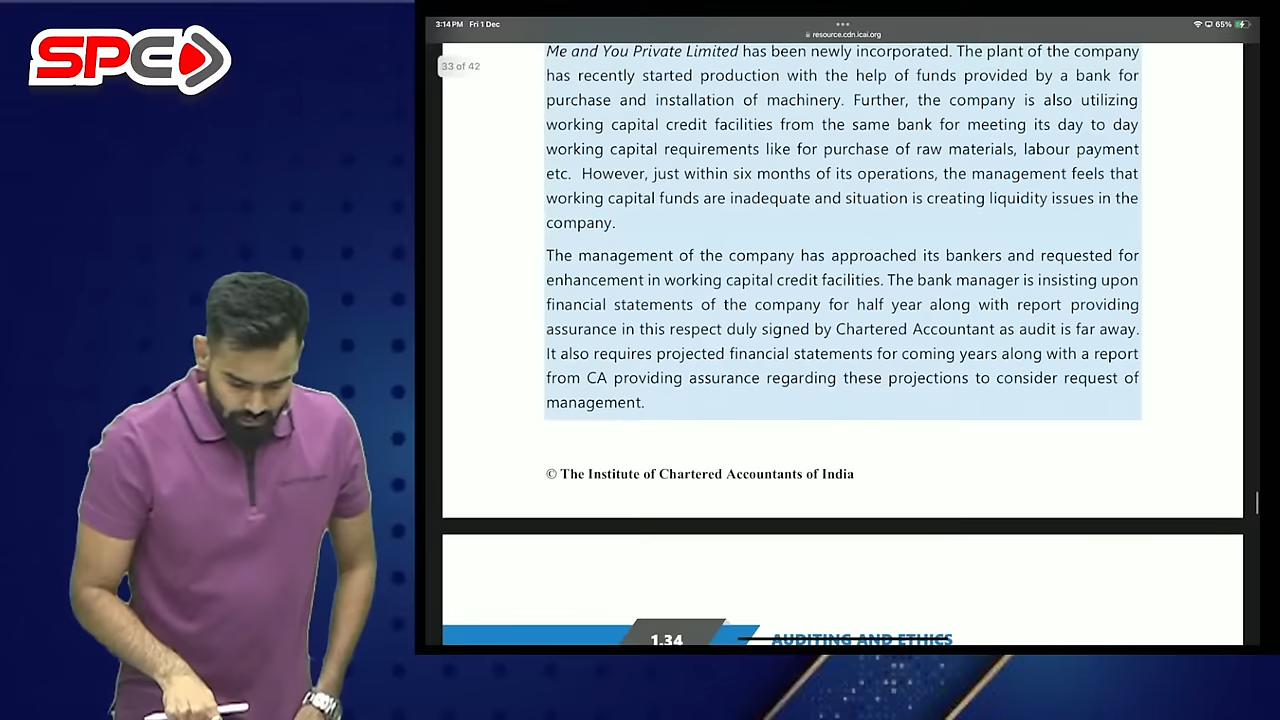 SPC
3:14 PM Fri 1 Dec
65%
resource.cdn.icai.org
33 of 42
Me and You Private Limited has been newly incorporated. The plant of the company
has recently started production with the help of funds provided by a bank for
purchase and installation of machinery. Further, the company is also utilizing
working capital credit facilities from the same bank for meeting its day to day
working capital requirements like for purchase of raw materials, labour payment
etc. However, just within six months of its operations, the management feels that
working capital funds are inadequate and situation is creating liquidity issues in the
company.
The management of the company has approached its bankers and requested for
enhancement in working capital credit facilities. The bank manager is insisting upon
financial statements of the company for half year along with report providing
assurance in this respect duly signed by Chartered Accountant as audit is far away.
It also requires projected financial statements for coming years along with a report
from CA providing assurance regarding these projections to consider request of
management.
© The Institute of Chartered Accountants of India
1.34 AUDITING AND ETHICS